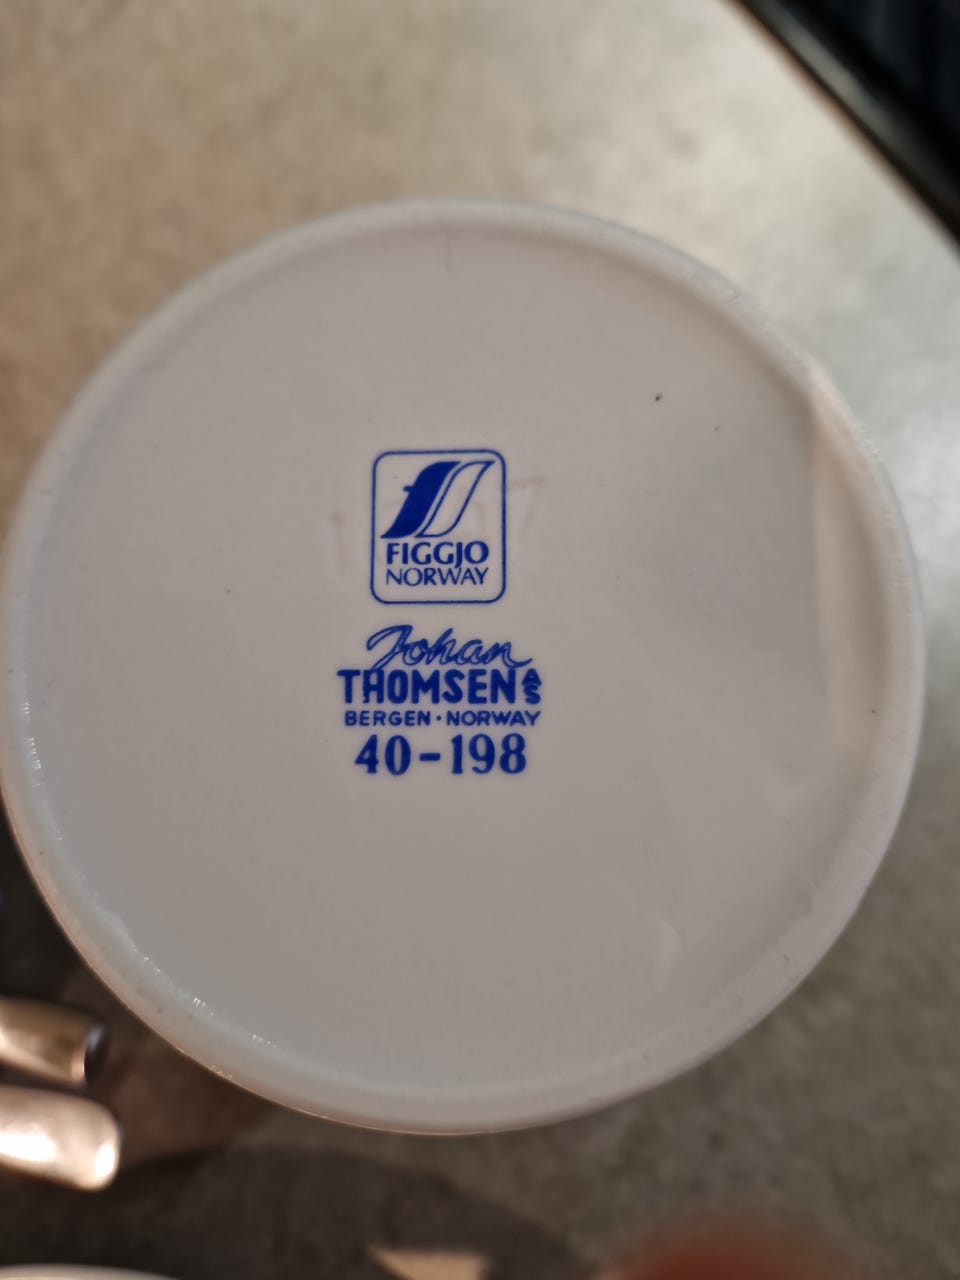 FIGGJO
NORWAY
Johan
THOMSEN A/S
BERGEN · NORWAY
40-198